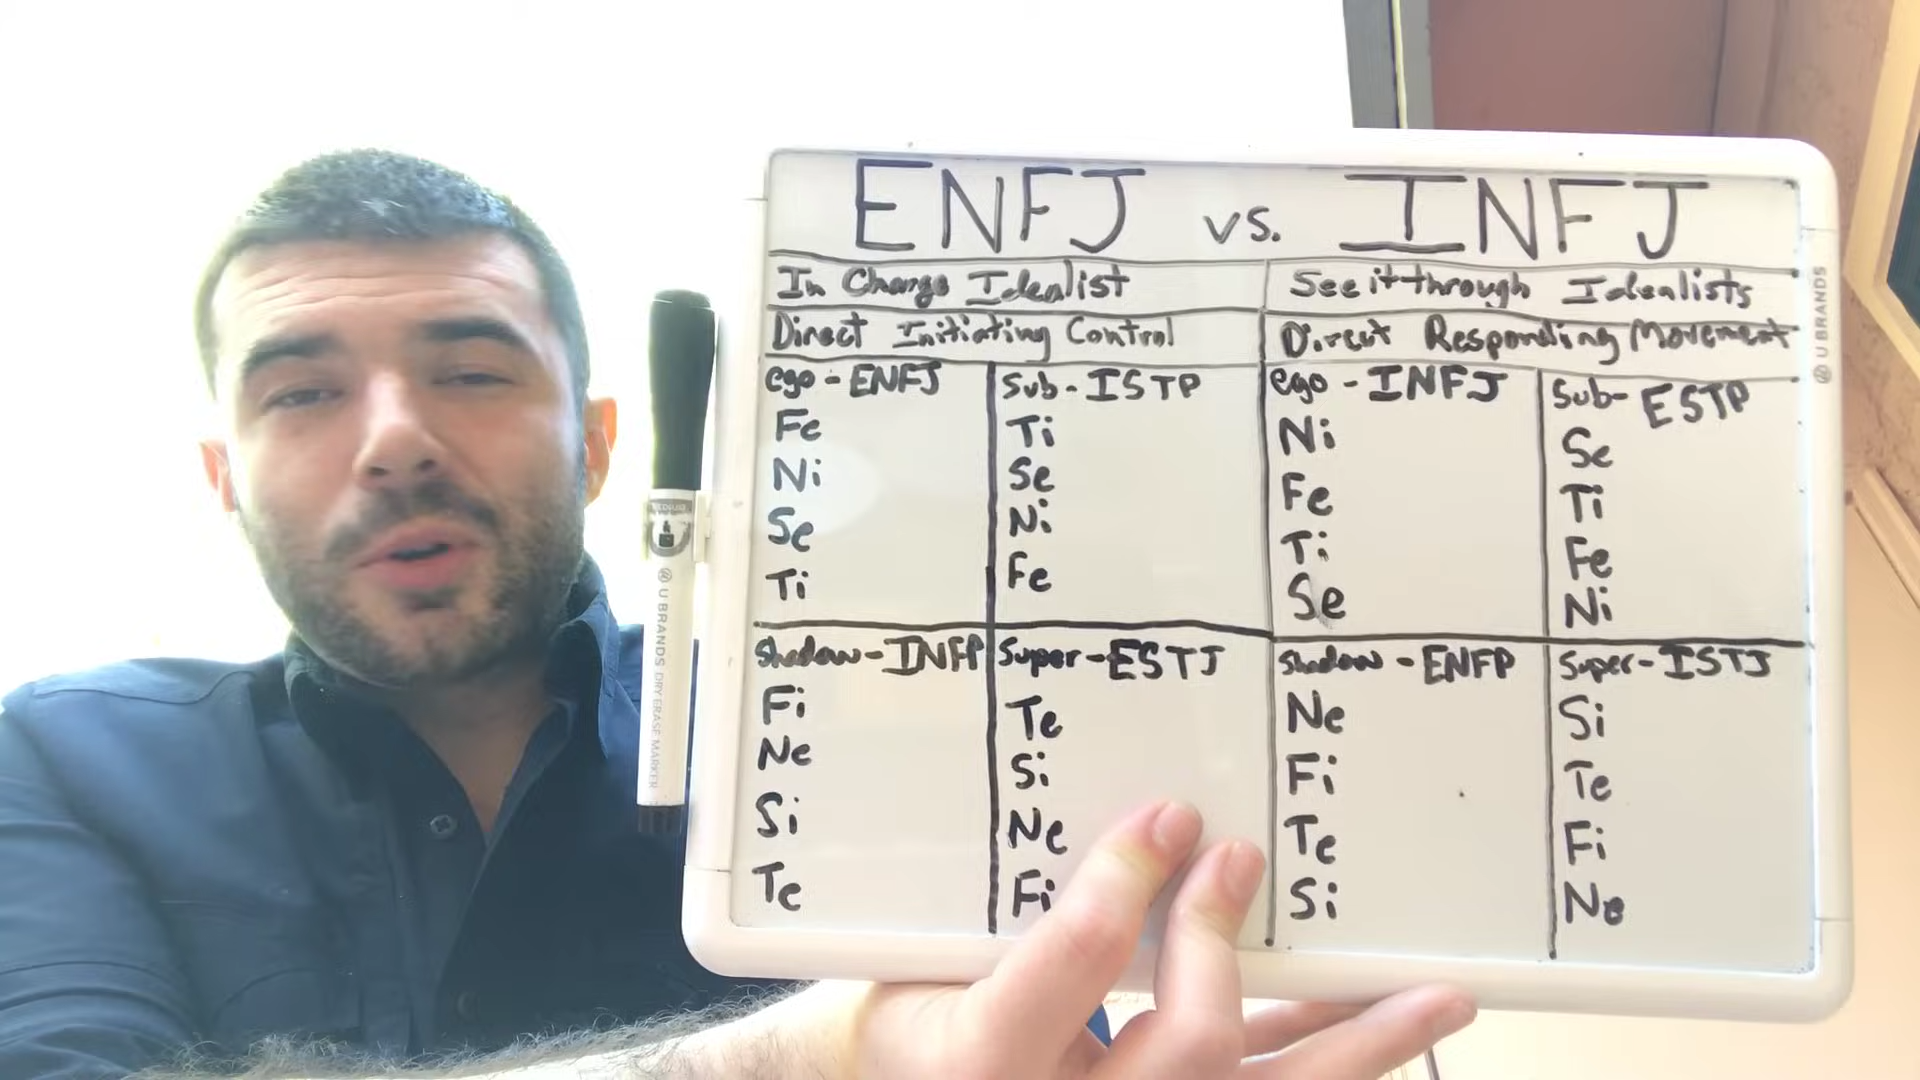 ENFJ vs. INFJ
In Charge Idealist
See it through Idealists
Direct Initiating Control
Direct Responding Movement
ego - ENFJ
Fe
Ni
Se
Ti
Sub - ISTP
Ti
Se
Ni
Fe
ego - INFJ
Ni
Fe
Ti
Se
Sub - ESTP
Se
Ti
Fe
Ni
Shadow - INFP
Fi
Ne
Si
Te
Super - ESTJ
Te
Si
Ne
Fi
Shadow - ENFP
Ne
Fi
Te
Si
Super - ISTJ
Si
Te
Fi
Ne
U BRANDS
U BRANDS DRY ERASE MARKER